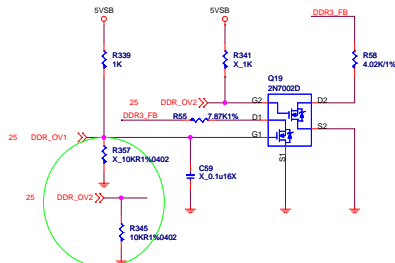 DDR3_FB
5VSB
5VSB
R339
1K
R341
X_1K
R58
4.02K/1%
Q19
2N7002D
25 DDR_OV2
G2
D2
DDR3_FB
R55
7.87K1%
D1
S2
25 DDR_OV1
G1
R357
X_10KR1%0402
C59
X_0.1u16X
S1
25 DDR_OV2
R345
10KR1%0402